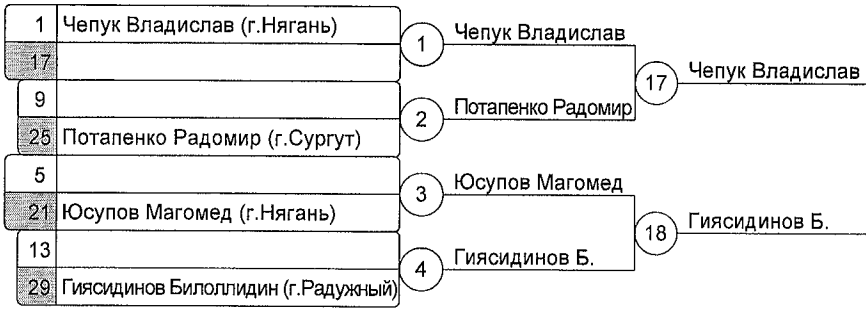 1 Чепук Владислав (г.Нягань)
17
1 Чепук Владислав
9
25 Потапенко Радомир (г.Сургут)
2 Потапенко Радомир
17 Чепук Владислав
5
21 Юсупов Магомед (г.Нягань)
3 Юсупов Магомед
13
29 Гиясидинов Билоллидин (г.Радужный)
4 Гиясидинов Б.
18 Гиясидинов Б.